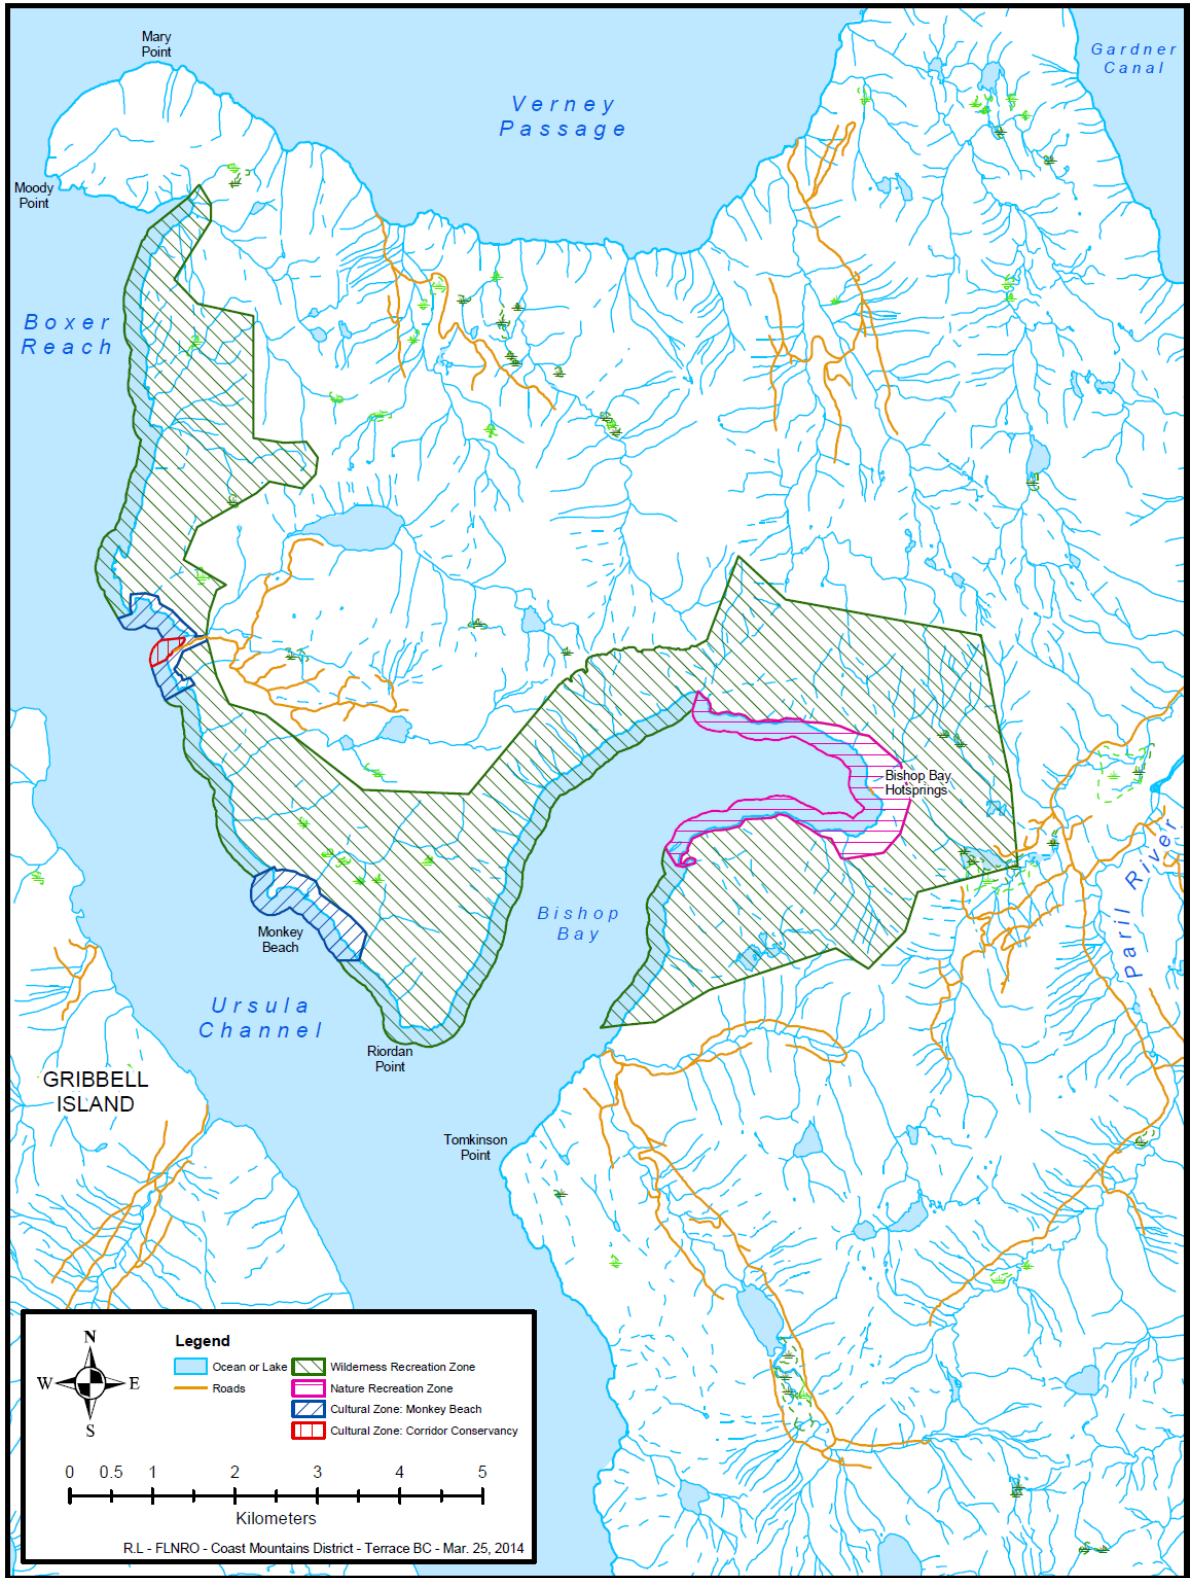 Mary
Point
Gardner
Canal
Verney
Passage
Moody
Point
Boxer
Reach
Bishop Bay
Hotsprings
Paril River
Bishop
Bay
Monkey
Beach
Ursula
Channel
Riordan
Point
GRIBBELL
ISLAND
Tomkinson
Point
N
W
E
S
Legend
Ocean or Lake
Roads
Wilderness Recreation Zone
Nature Recreation Zone
Cultural Zone: Monkey Beach
Cultural Zone: Corridor Conservancy
0 0.5 1 2 3 4 5
Kilometers
R.L - FLNRO - Coast Mountains District - Terrace BC - Mar. 25, 2014